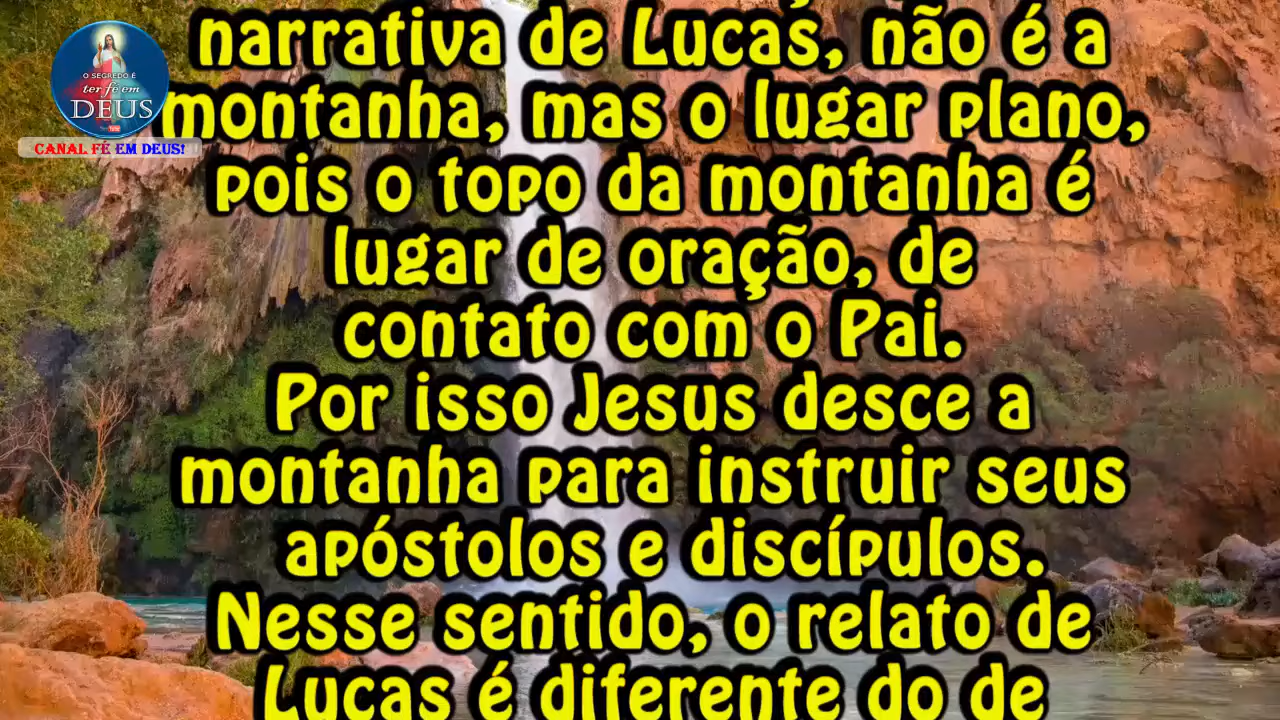 narrativa de Lucas, não é a
montanha, mas o lugar plano,
pois o topo da montanha é
lugar de oração, de
contato com o Pai.
Por isso Jesus desce a
montanha para instruir seus
apóstolos e discípulos.
Nesse sentido, o relato de
Lucas é diferente do de
O SEGREDO É
ter fé em
DEUS
CANAL FÉ EM DEUS!